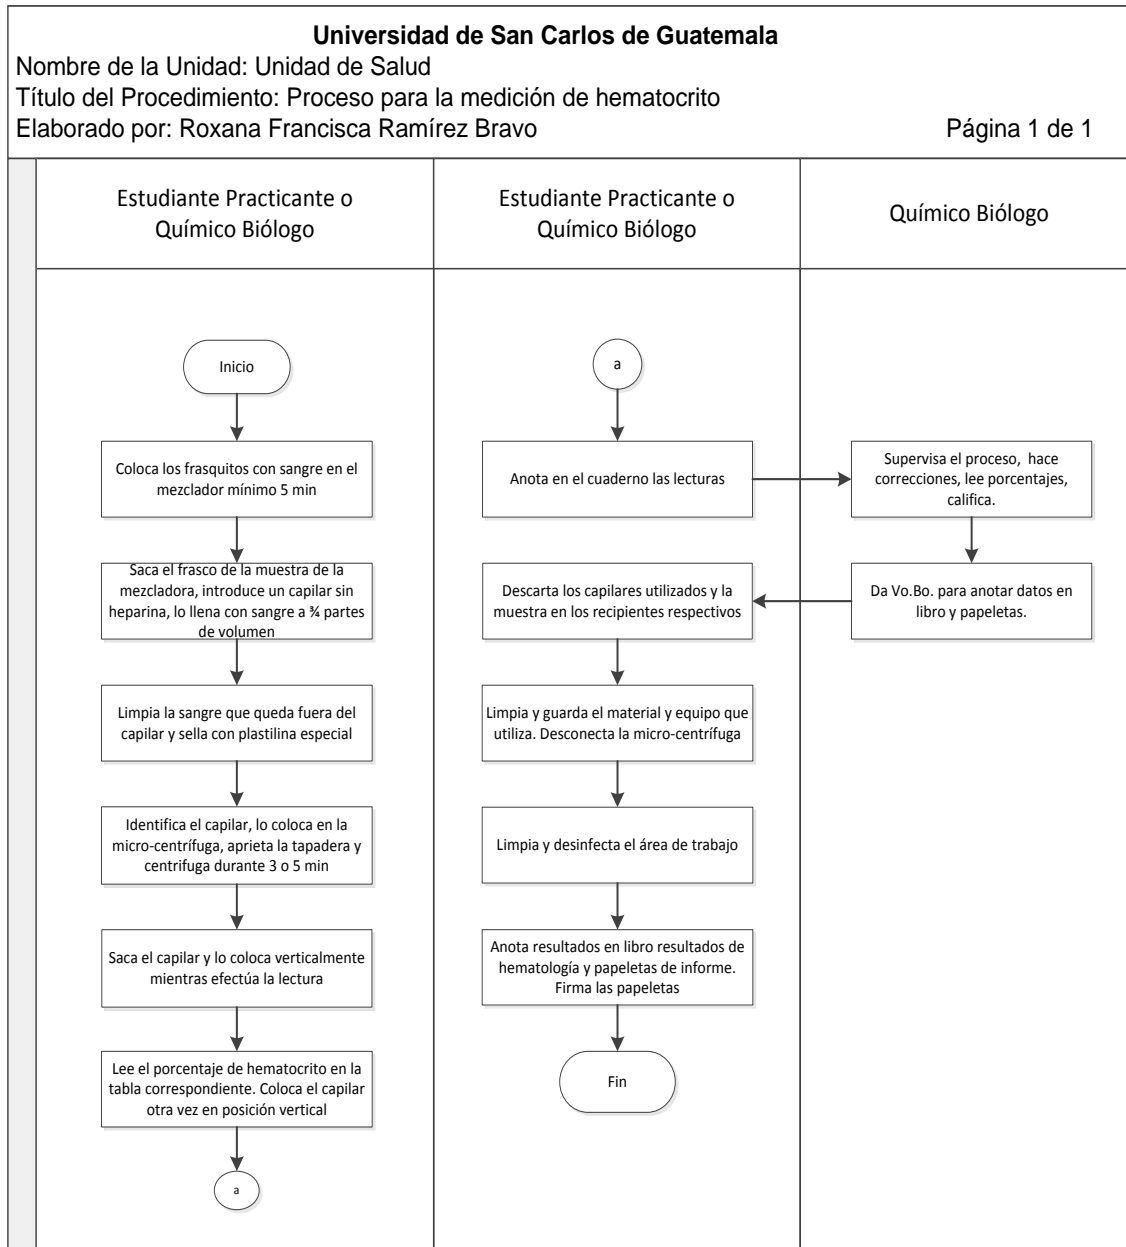 Universidad de San Carlos de Guatemala
Nombre de la Unidad: Unidad de Salud
Título del Procedimiento: Proceso para la medición de hematocrito
Elaborado por: Roxana Francisca Ramírez Bravo
Página 1 de 1
Estudiante Practicante o
Químico Biólogo
Estudiante Practicante o
Químico Biólogo
Químico Biólogo
Inicio
Coloca los frasquitos con sangre en el
mezclador mínimo 5 min
Saca el frasco de la muestra de la
mezcladora, introduce un capilar sin
heparina, lo llena con sangre a ¾ partes
de volumen
Limpia la sangre que queda fuera del
capilar y sella con plastilina especial
Identifica el capilar, lo coloca en la
micro-centrífuga, aprieta la tapadera y
centrifuga durante 3 o 5 min
Saca el capilar y lo coloca verticalmente
mientras efectúa la lectura
Lee el porcentaje de hematocrito en la
tabla correspondiente. Coloca el capilar
otra vez en posición vertical
a
a
Anota en el cuaderno las lecturas
Supervisa el proceso, hace
correcciones, lee porcentajes,
califica.
Da Vo.Bo. para anotar datos en
libro y papeletas.
Descarta los capilares utilizados y la
muestra en los recipientes respectivos
Limpia y guarda el material y equipo que
utiliza. Desconecta la micro-centrífuga
Limpia y desinfecta el área de trabajo
Anota resultados en libro resultados de
hematología y papeletas de informe.
Firma las papeletas
Fin